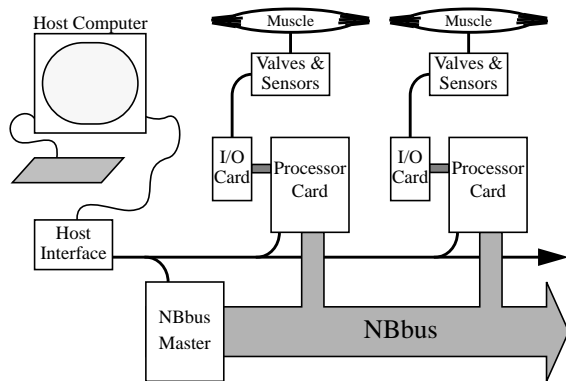 Host Computer
Muscle
Muscle
Valves &
Sensors
Valves &
Sensors
I/O
Card
Processor
Card
I/O
Card
Processor
Card
Host
Interface
NBbus
Master
NBbus